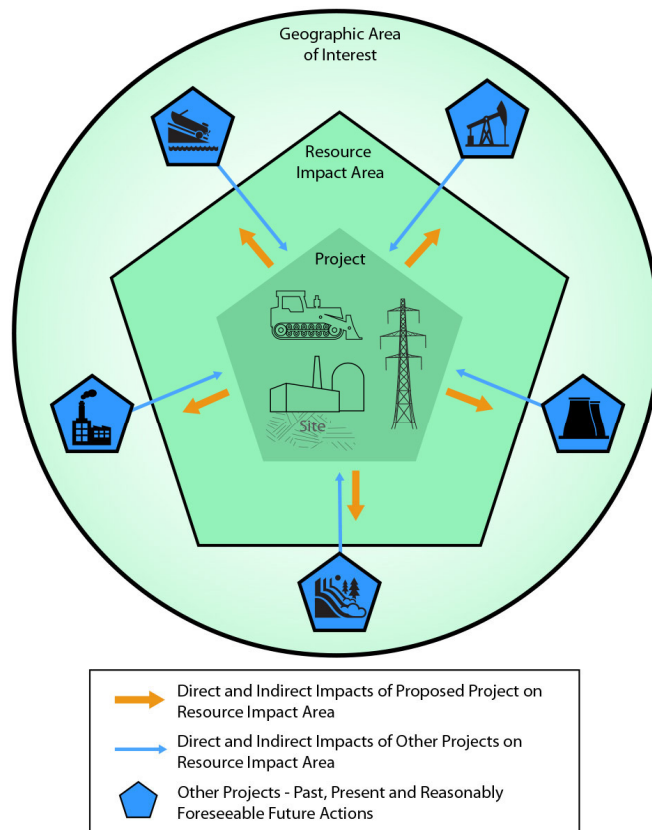 Geographic Area
of Interest
Resource
Impact Area
Project
Site
Direct and Indirect Impacts of Proposed Project on
Resource Impact Area
Direct and Indirect Impacts of Other Projects on
Resource Impact Area
Other Projects - Past, Present and Reasonably
Foreseeable Future Actions